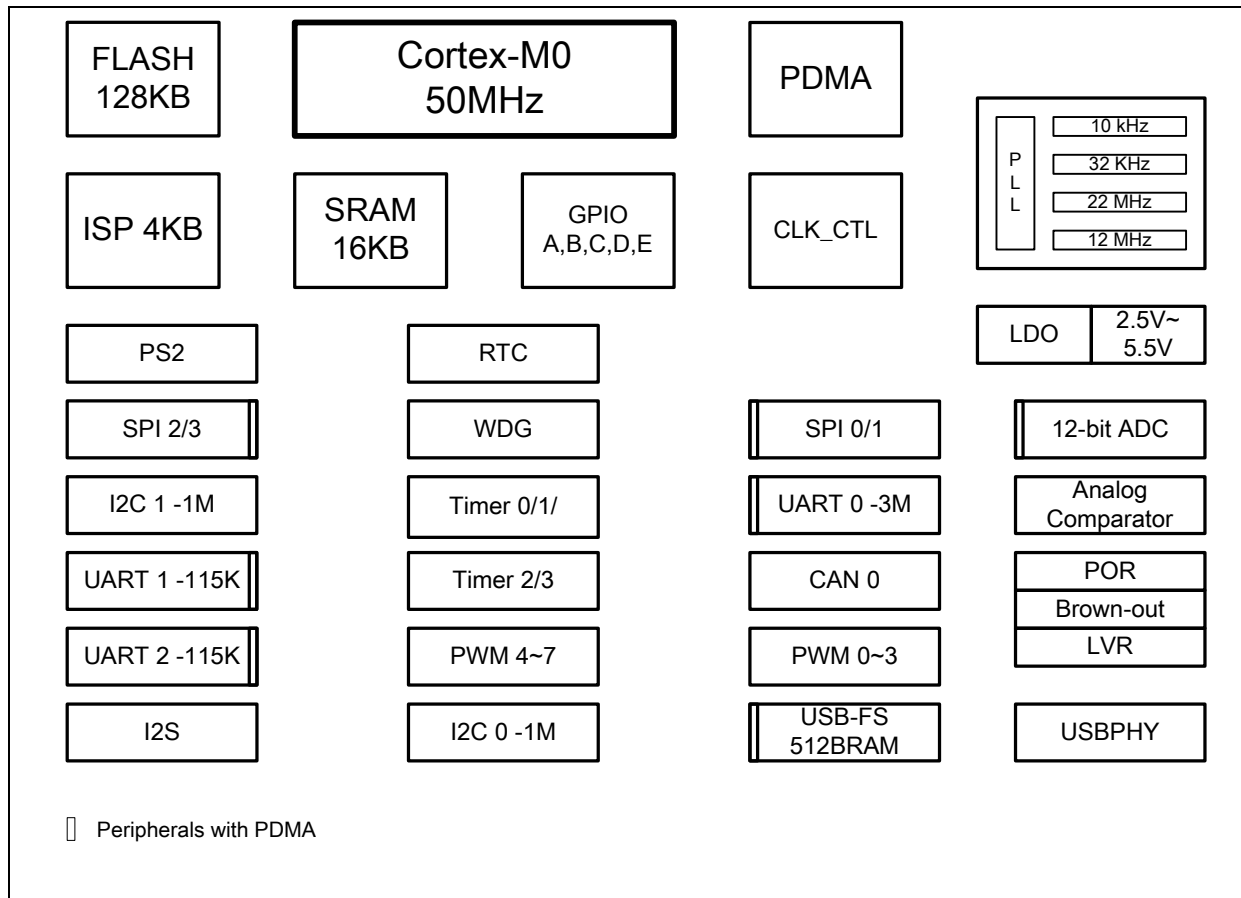 FLASH
128KB
Cortex-M0
50MHz
PDMA
PLL
10 kHz
32 KHz
22 MHz
12 MHz
ISP 4KB
SRAM
16KB
GPIO
A,B,C,D,E
CLK_CTL
LDO
2.5V~
5.5V
PS2
RTC
SPI 2/3
WDG
SPI 0/1
12-bit ADC
I2C 1 -1M
Timer 0/1/
UART 0 -3M
Analog
Comparator
UART 1 -115K
Timer 2/3
CAN 0
POR
Brown-out
LVR
UART 2 -115K
PWM 4~7
PWM 0~3
I2S
I2C 0 -1M
USB-FS
512BRAM
USBPHY
Peripherals with PDMA